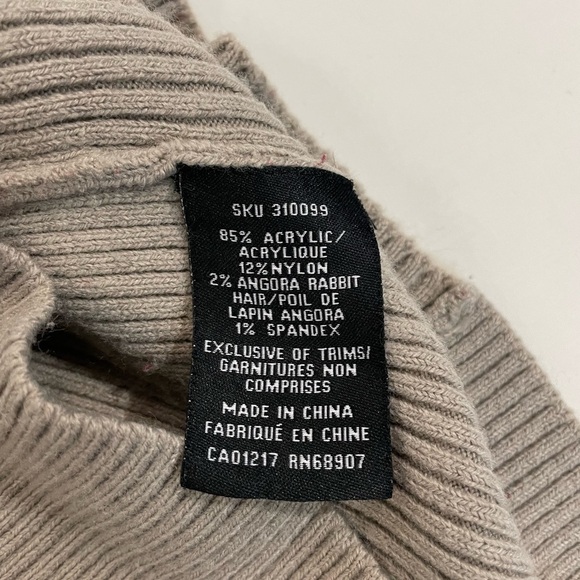 SKU 310099
85% ACRYLIC/
ACRYLIQUE
12% NYLON
2% ANGORA RABBIT
HAIR/POIL DE
LAPIN ANGORA
1% SPANDEX
EXCLUSIVE OF TRIMS/
GARNITURES NON
COMPRISES
MADE IN CHINA
FABRIQUÉ EN CHINE
CA01217 RN68907